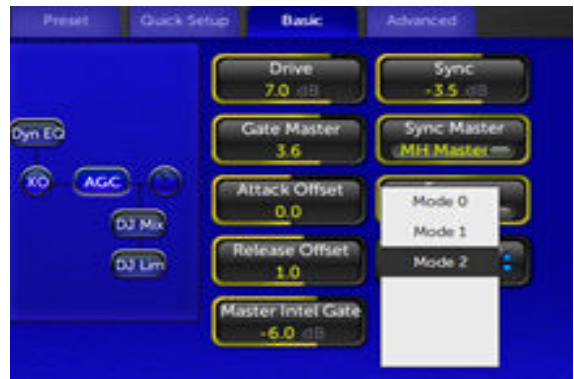 Preset Quick Setup Basic Advanced
Drive
7.0 dB
Sync
-3.5 dB
Dyn EQ
Gate Master
3.6
Sync Master
MH Master
XO AGC
Attack Offset
0.0
Mode 0
Mode 1
Mode 2
DJ Mix
DJ Lim
Release Offset
1.0
Master Intel Gate
-6.0 dB